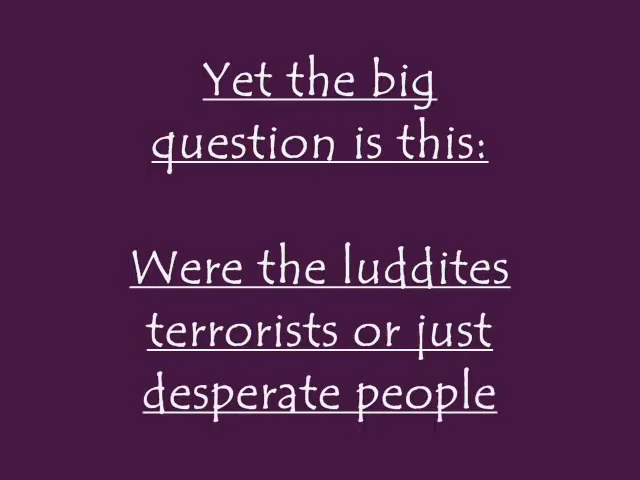 Yet the big
question is this:
Were the luddites
terrorists or just
desperate people